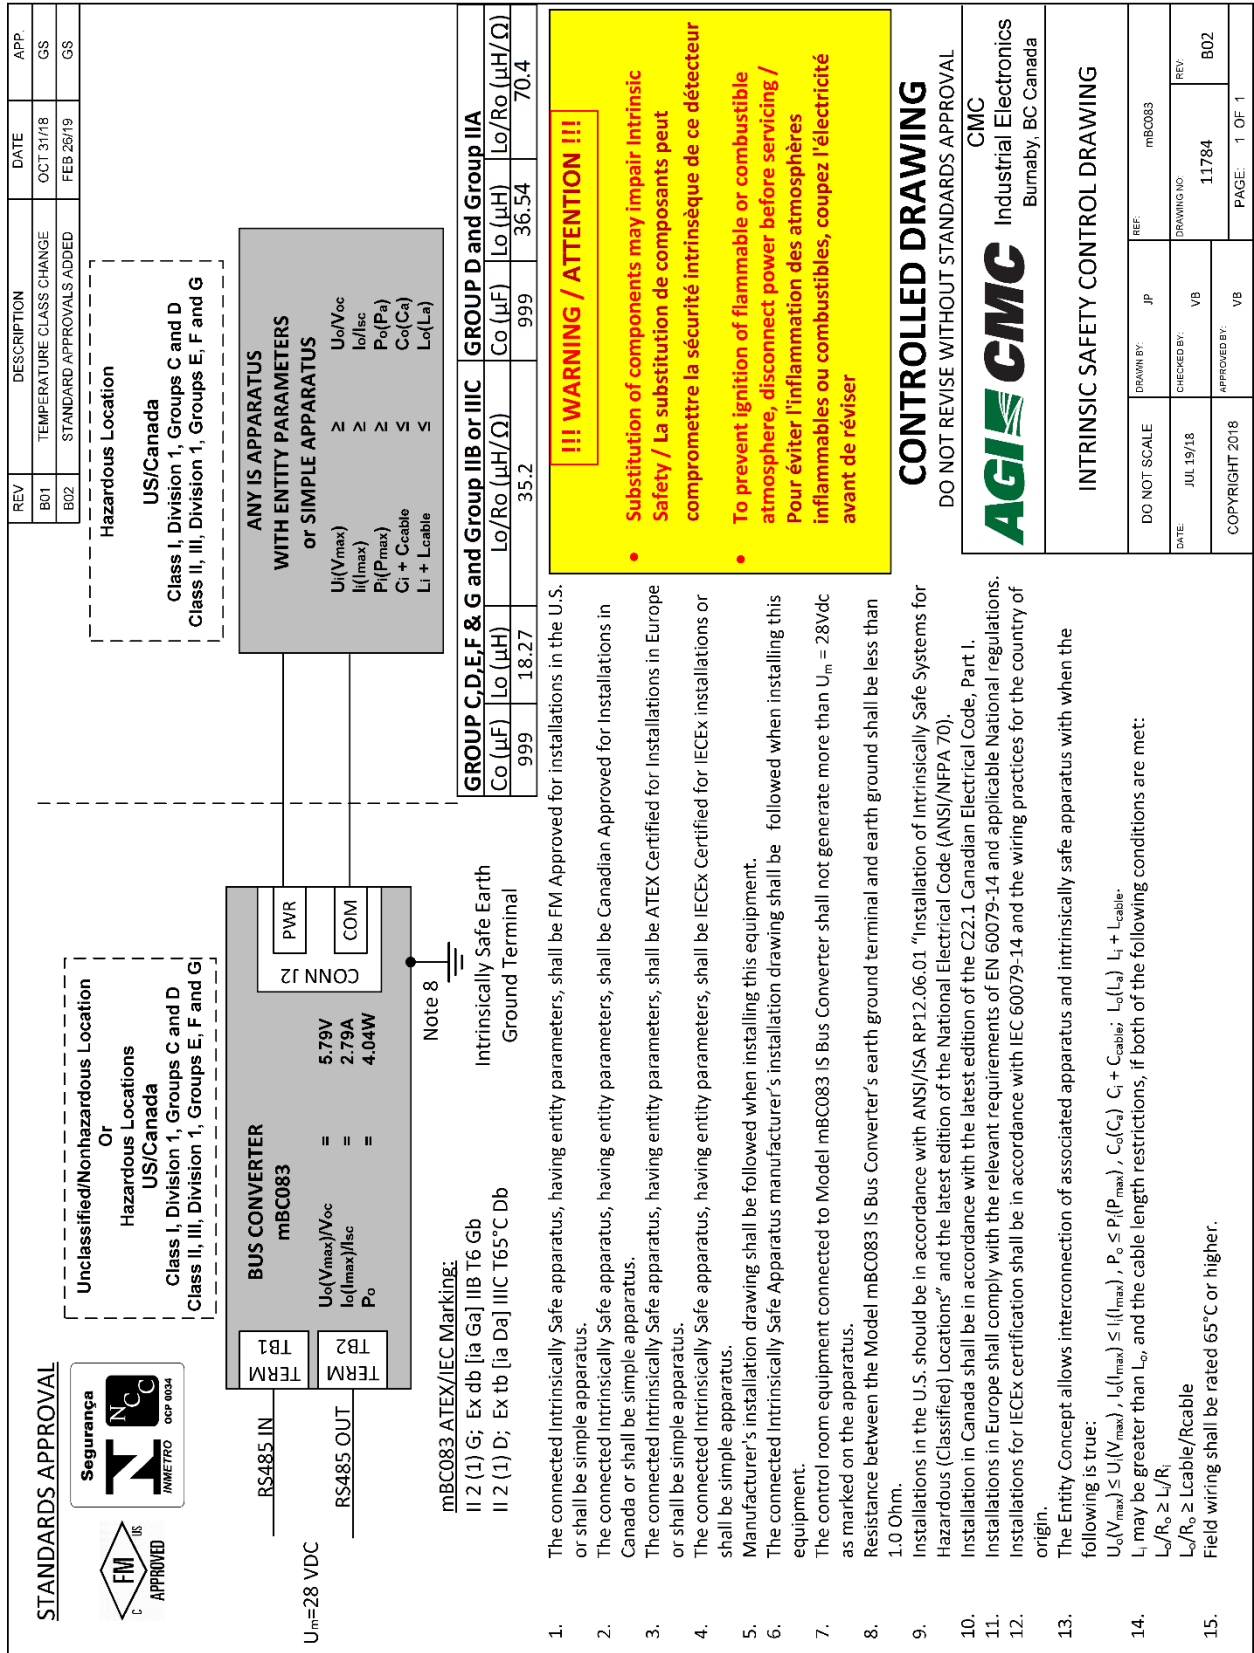 STANDARDS APPROVAL
FM
C
US
APPROVED
Segurança
NCC
INMETRO
OCP 0034
REV DESCRIPTION DATE APP.
B01 TEMPERATURE CLASS CHANGE OCT 31/18 GS
B02 STANDARD APPROVALS ADDED FEB 26/19 GS
Unclassified/Nonhazardous Location
Or
Hazardous Locations
US/Canada
Class I, Division 1, Groups C and D
Class II, III, Division 1, Groups E, F and G
Hazardous Location
US/Canada
Class I, Division 1, Groups C and D
Class II, III, Division 1, Groups E, F and G
RS485 IN
RS485 OUT
Um=28 VDC
TERM TB1
TERM TB2
BUS CONVERTER
mBC083
Uo(Vmax)/Voc = 5.79V
Io(Imax)/Isc = 2.79A
Po = 4.04W
CONN J2
PWR
COM
Note 8
Intrinsically Safe Earth
Ground Terminal
ANY IS APPARATUS
WITH ENTITY PARAMETERS
or SIMPLE APPARATUS
Ui(Vmax) ≥ Uo/Voc
Ii(Imax) ≥ Io/Isc
Pi(Pmax) ≥ Po(Pa)
Ci + Ccable ≤ Co(Ca)
Li + Lcable ≤ Lo(La)
mBC083 ATEX/IEC Marking:
II 2 (1) G; Ex db [ia Ga] IIB T6 Gb
II 2 (1) D; Ex tb [ia Da] IIIC T65°C Db
GROUP C,D,E,F & G and Group IIB or IIIC GROUP D and Group IIA
Co (µF) Lo (µH) Lo/Ro (µH/Ω) Co (µF) Lo (µH) Lo/Ro (µH/Ω)
999 18.27 35.2 999 36.54 70.4
1. The connected Intrinsically Safe apparatus, having entity parameters, shall be FM Approved for installations in the U.S.
or shall be simple apparatus.
2. The connected Intrinsically Safe apparatus, having entity parameters, shall be Canadian Approved for Installations in
Canada or shall be simple apparatus.
3. The connected Intrinsically Safe apparatus, having entity parameters, shall be ATEX Certified for Installations in Europe
or shall be simple apparatus.
4. The connected Intrinsically Safe apparatus, having entity parameters, shall be IECEx Certified for IECEx installations or
shall be simple apparatus.
5. Manufacturer's installation drawing shall be followed when installing this equipment.
6. The connected Intrinsically Safe Apparatus manufacturer's installation drawing shall be followed when installing this
equipment.
7. The control room equipment connected to Model mBC083 IS Bus Converter shall not generate more than Um = 28Vdc
as marked on the apparatus.
8. Resistance between the Model mBC083 IS Bus Converter's earth ground terminal and earth ground shall be less than
1.0 Ohm.
9. Installations in the U.S. should be in accordance with ANSI/ISA RP12.06.01 “Installation of Intrinsically Safe Systems for
Hazardous (Classified) Locations” and the latest edition of the National Electrical Code (ANSI/NFPA 70).
10. Installation in Canada shall be in accordance with the latest edition of the C22.1 Canadian Electrical Code, Part I.
11. Installations in Europe shall comply with the relevant requirements of EN 60079-14 and applicable National regulations.
12. Installations for IECEx certification shall be in accordance with IEC 60079-14 and the wiring practices for the country of
origin.
13. The Entity Concept allows interconnection of associated apparatus and intrinsically safe apparatus with when the
following is true:
Uo(Vmax) ≤ Ui(Vmax) , Io(Imax) ≤ Ii(Imax) , Po ≤ Pi(Pmax) , Co(Ca) Ci + Ccable; Lo(La) Li + Lcable.
14. Li may be greater than Lo, and the cable length restrictions, if both of the following conditions are met:
Lo/Ro ≥ Li/Ri
Lo/Ro ≥ Lcable/Rcable
15. Field wiring shall be rated 65°C or higher.
!!! WARNING / ATTENTION !!!
• Substitution of components may impair Intrinsic
Safety / La substitution de composants peut
compromettre la sécurité intrinsèque de ce détecteur
• To prevent ignition of flammable or combustible
atmosphere, disconnect power before servicing /
Pour éviter l'inflammation des atmosphères
inflammables ou combustibles, coupez l'électricité
avant de réviser
CONTROLLED DRAWING
DO NOT REVISE WITHOUT STANDARDS APPROVAL
AGI CMC
CMC
Industrial Electronics
Burnaby, BC Canada
INTRINSIC SAFETY CONTROL DRAWING
DO NOT SCALE DRAWN BY: JP REF: mBC083
DATE: JUL 19/18 CHECKED BY: VB DRAWING NO: 11784 REV: B02
COPYRIGHT 2018 APPROVED BY: VB PAGE: 1 OF 1